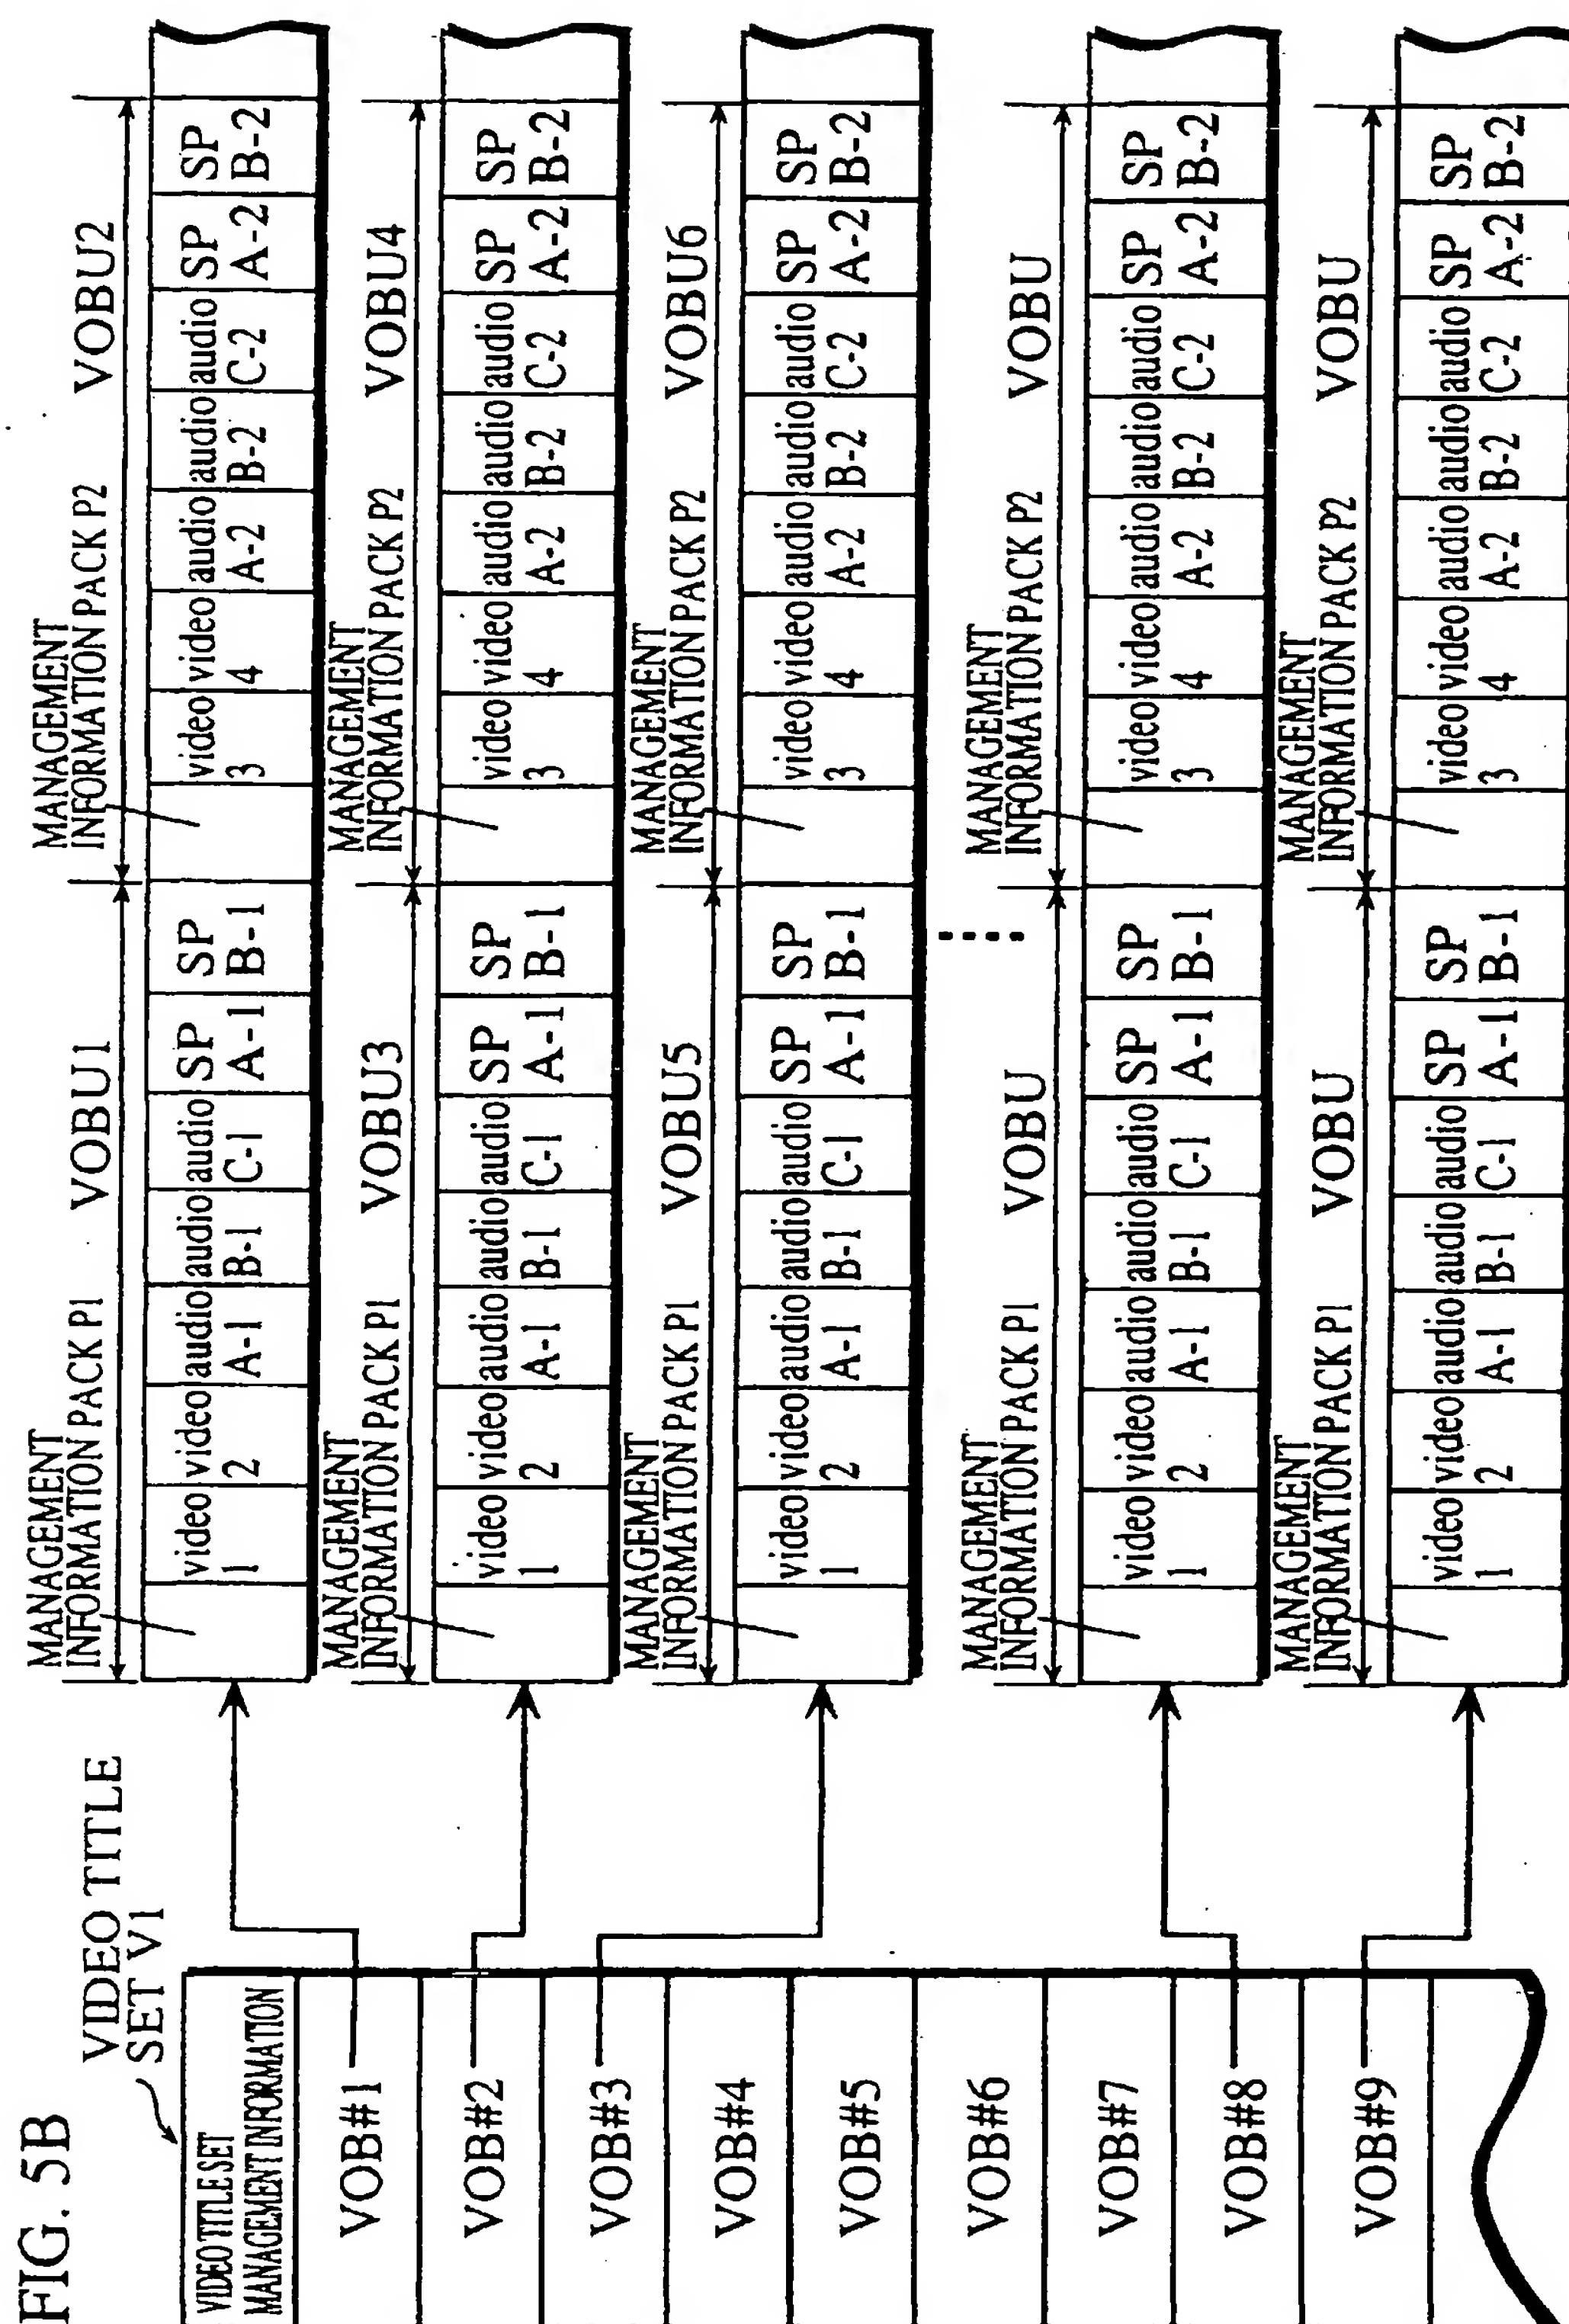 FIG. 5B
VIDEO TITLE
SET V1
VIDEO TITLE SET
MANAGEMENT INFORMATION
VOB#1
VOB#2
VOB#3
VOB#4
VOB#5
VOB#6
VOB#7
VOB#8
VOB#9
MANAGEMENT
INFORMATION PACK P1
VOBU1
MANAGEMENT
INFORMATION PACK P2
VOBU2
video video audio audio audio SP SP video video audio audio audio SP SP
1 2 A-1 B-1 C-1 A-1 B-1 3 4 A-2 B-2 C-2 A-2 B-2
MANAGEMENT
INFORMATION PACK P1
VOBU3
MANAGEMENT
INFORMATION PACK P2
VOBU4
video video audio audio audio SP SP video video audio audio audio SP SP
1 2 A-1 B-1 C-1 A-1 B-1 3 4 A-2 B-2 C-2 A-2 B-2
MANAGEMENT
INFORMATION PACK P1
VOBU5
MANAGEMENT
INFORMATION PACK P2
VOBU6
video video audio audio audio SP SP video video audio audio audio SP SP
1 2 A-1 B-1 C-1 A-1 B-1 3 4 A-2 B-2 C-2 A-2 B-2
MANAGEMENT
INFORMATION PACK P1
VOBU
MANAGEMENT
INFORMATION PACK P2
VOBU
video video audio audio audio SP SP video video audio audio audio SP SP
1 2 A-1 B-1 C-1 A-1 B-1 3 4 A-2 B-2 C-2 A-2 B-2
MANAGEMENT
INFORMATION PACK P1
VOBU
MANAGEMENT
INFORMATION PACK P2
VOBU
video video audio audio audio SP SP video video audio audio audio SP SP
1 2 A-1 B-1 C-1 A-1 B-1 3 4 A-2 B-2 C-2 A-2 B-2